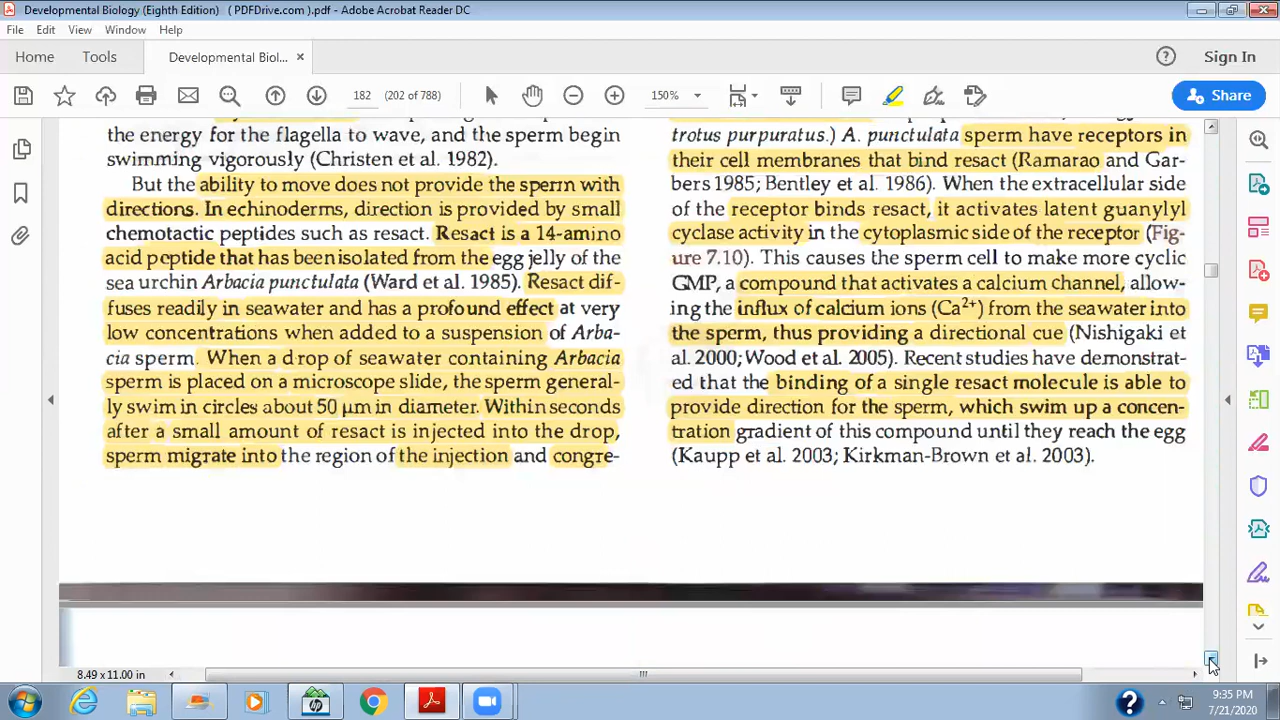 Developmental Biology (Eighth Edition) ( PDFDrive.com ).pdf - Adobe Acrobat Reader DC
File Edit View Window Help
Home Tools Developmental Biol... × Sign In
182 (202 of 788) 150% Share
the energy for the flagella to wave, and the sperm begin
swimming vigorously (Christen et al. 1982).
But the ability to move does not provide the sperm with
directions. In echinoderms, direction is provided by small
chemotactic peptides such as resact. Resact is a 14-amino
acid peptide that has been isolated from the egg jelly of the
sea urchin Arbacia punctulata (Ward et al. 1985). Resact dif-
fuses readily in seawater and has a profound effect at very
low concentrations when added to a suspension of Arba-
cia sperm. When a drop of seawater containing Arbacia
sperm is placed on a microscope slide, the sperm general-
ly swim in circles about 50 µm in diameter. Within seconds
after a small amount of resact is injected into the drop,
sperm migrate into the region of the injection and congre-
trotus purpuratus.) A. punctulata sperm have receptors in
their cell membranes that bind resact (Ramarao and Gar-
bers 1985; Bentley et al. 1986). When the extracellular side
of the receptor binds resact, it activates latent guanylyl
cyclase activity in the cytoplasmic side of the receptor (Fig-
ure 7.10). This causes the sperm cell to make more cyclic
GMP, a compound that activates a calcium channel, allow-
ing the influx of calcium ions (Ca²⁺) from the seawater into
the sperm, thus providing a directional cue (Nishigaki et
al. 2000; Wood et al. 2005). Recent studies have demonstrat-
ed that the binding of a single resact molecule is able to
provide direction for the sperm, which swim up a concen-
tration gradient of this compound until they reach the egg
(Kaupp et al. 2003; Kirkman-Brown et al. 2003).
8.49 x 11.00 in
9:35 PM
7/21/2020